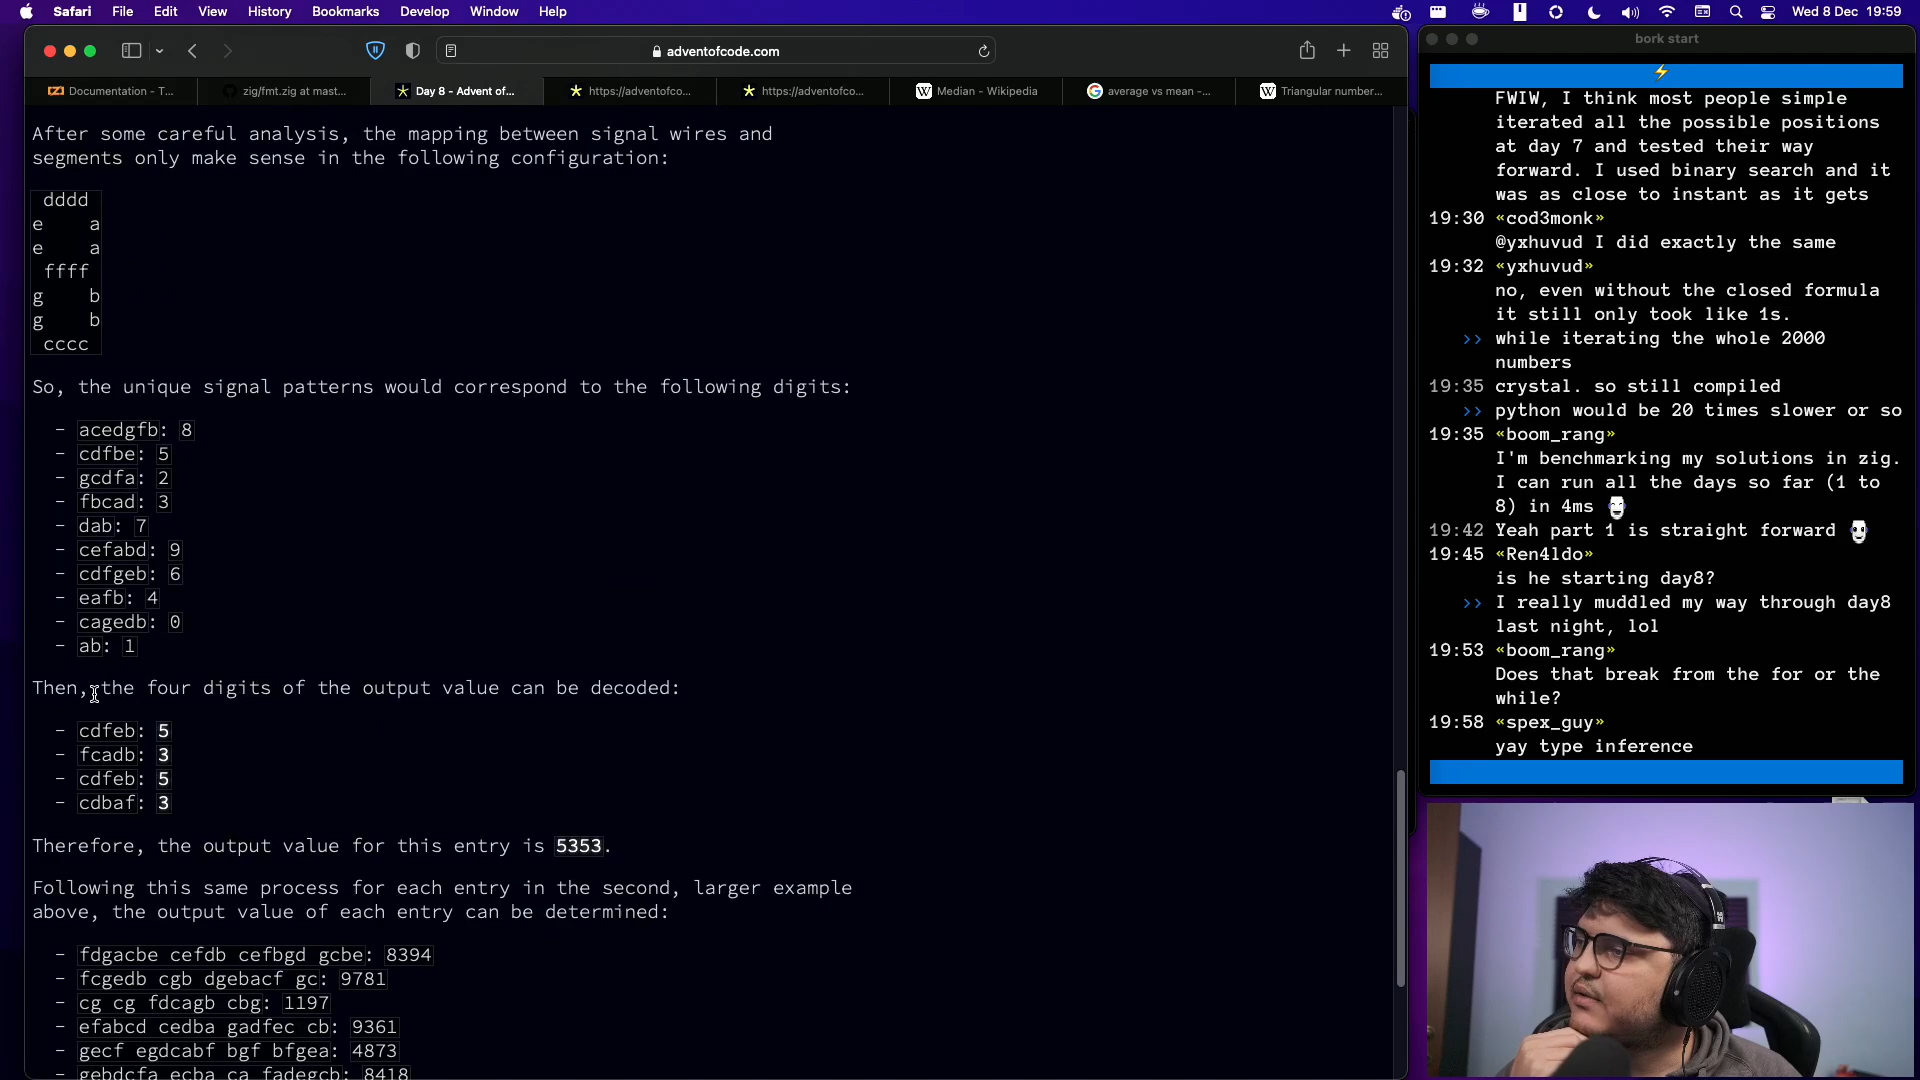 Safari File Edit View History Bookmarks Develop Window Help Wed 8 Dec 19:59
adventofcode.com
Documentation - T... zig/fmt.zig at mast... Day 8 - Advent of... https://adventofco... https://adventofco... Median - Wikipedia average vs mean -... Triangular number...
After some careful analysis, the mapping between signal wires and
segments only make sense in the following configuration:
dddd
e    a
e    a
ffff
g    b
g    b
cccc
So, the unique signal patterns would correspond to the following digits:
- acedgfb: 8
- cdfbe: 5
- gcdfa: 2
- fbcad: 3
- dab: 7
- cefabd: 9
- cdfgeb: 6
- eafb: 4
- cagedb: 0
- ab: 1
Then, the four digits of the output value can be decoded:
- cdfeb: 5
- fcadb: 3
- cdfeb: 5
- cdbaf: 3
Therefore, the output value for this entry is 5353.
Following this same process for each entry in the second, larger example
above, the output value of each entry can be determined:
- fdgacbe cefdb cefbgd gcbe: 8394
- fcgedb cgb dgebacf gc: 9781
- cg cg fdcagb cbg: 1197
- efabcd cedba gadfec cb: 9361
- gecf egdcabf bgf bfgea: 4873
- gebdcfa ecba ca fadegcb: 8418
bork start
FWIW, I think most people simple
iterated all the possible positions
at day 7 and tested their way
forward. I used binary search and it
was as close to instant as it gets
19:30 «cod3monk»
@yxhuvud I did exactly the same
19:32 «yxhuvud»
no, even without the closed formula
it still only took like 1s.
>> while iterating the whole 2000
numbers
19:35 crystal. so still compiled
>> python would be 20 times slower or so
19:35 «boom_rang»
I'm benchmarking my solutions in zig.
I can run all the days so far (1 to
8) in 4ms
19:42 Yeah part 1 is straight forward
19:45 «Ren4ldo»
is he starting day8?
>> I really muddled my way through day8
last night, lol
19:53 «boom_rang»
Does that break from the for or the
while?
19:58 «spex_guy»
yay type inference